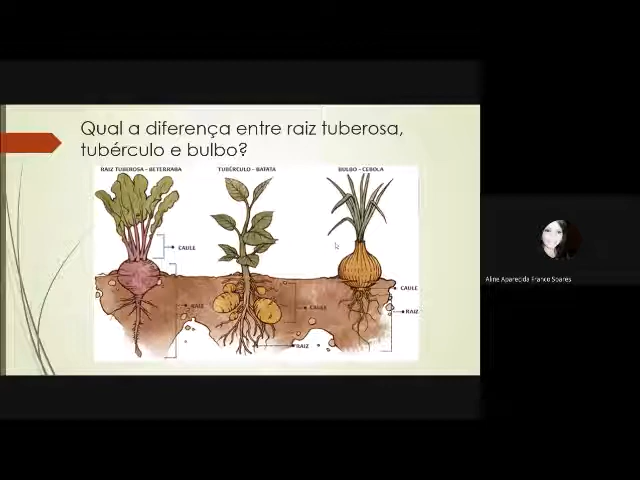 Qual a diferença entre raiz tuberosa,
tubérculo e bulbo?
RAIZ TUBEROSA - BETERRABA
TUBÉRCULO - BATATA
BULBO - CEBOLA
CAULE
RAIZ
CAULE
RAIZ
CAULE
RAIZ
Aline Aparecida Franco Soares